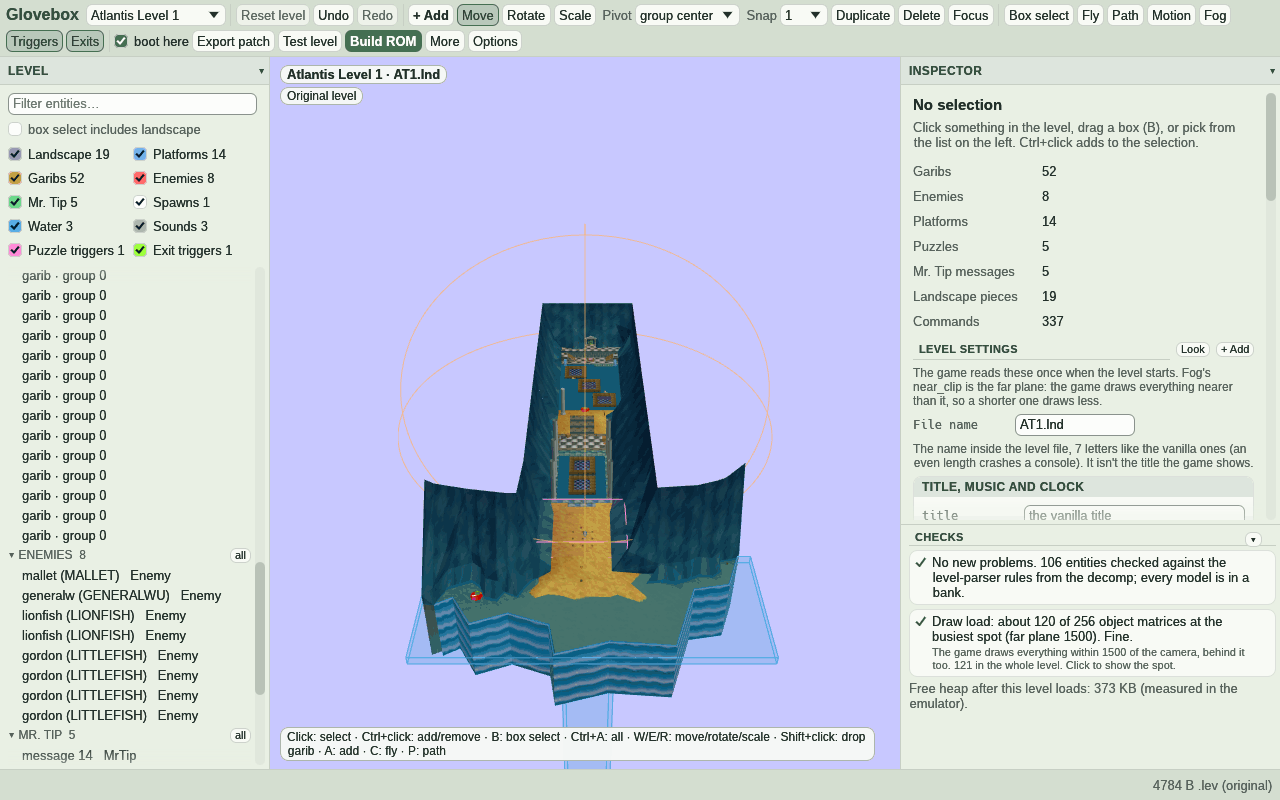 Glovebox Atlantis Level 1 Reset level Undo Redo + Add Move Rotate Scale Pivot group center Snap 1 Duplicate Delete Focus Box select Fly Path Motion Fog
Triggers Exits boot here Export patch Test level Build ROM More Options
LEVEL
Filter entities...
box select includes landscape
Landscape 19 Platforms 14
Garibs 52 Enemies 8
Mr. Tip 5 Spawns 1
Water 3 Sounds 3
Puzzle triggers 1 Exit triggers 1
garib · group 0
garib · group 0
garib · group 0
garib · group 0
garib · group 0
garib · group 0
garib · group 0
garib · group 0
garib · group 0
garib · group 0
garib · group 0
garib · group 0
garib · group 0
garib · group 0
ENEMIES 8 all
mallet (MALLET) Enemy
generalw (GENERALWU) Enemy
lionfish (LIONFISH) Enemy
lionfish (LIONFISH) Enemy
gordon (LITTLEFISH) Enemy
gordon (LITTLEFISH) Enemy
gordon (LITTLEFISH) Enemy
gordon (LITTLEFISH) Enemy
MR. TIP 5 all
message 14 MrTip
Atlantis Level 1 · AT1.lnd
Original level
Click: select · Ctrl+click: add/remove · B: box select · Ctrl+A: all · W/E/R: move/rotate/scale · Shift+click: drop
garib · A: add · C: fly · P: path
INSPECTOR
No selection
Click something in the level, drag a box (B), or pick from
the list on the left. Ctrl+click adds to the selection.
Garibs 52
Enemies 8
Platforms 14
Puzzles 5
Mr. Tip messages 5
Landscape pieces 19
Commands 337
LEVEL SETTINGS Look + Add
The game reads these once when the level starts. Fog's
near_clip is the far plane: the game draws everything nearer
than it, so a shorter one draws less.
File name AT1.lnd
The name inside the level file, 7 letters like the vanilla ones (an
even length crashes a console). It isn't the title the game shows.
TITLE, MUSIC AND CLOCK
title the vanilla title
CHECKS
No new problems. 106 entities checked against the
level-parser rules from the decomp; every model is in a
bank.
Draw load: about 120 of 256 object matrices at the
busiest spot (far plane 1500). Fine.
The game draws everything within 1500 of the camera, behind it
too. 121 in the whole level. Click to show the spot.
Free heap after this level loads: 373 KB (measured in the
emulator).
4784 B .lev (original)